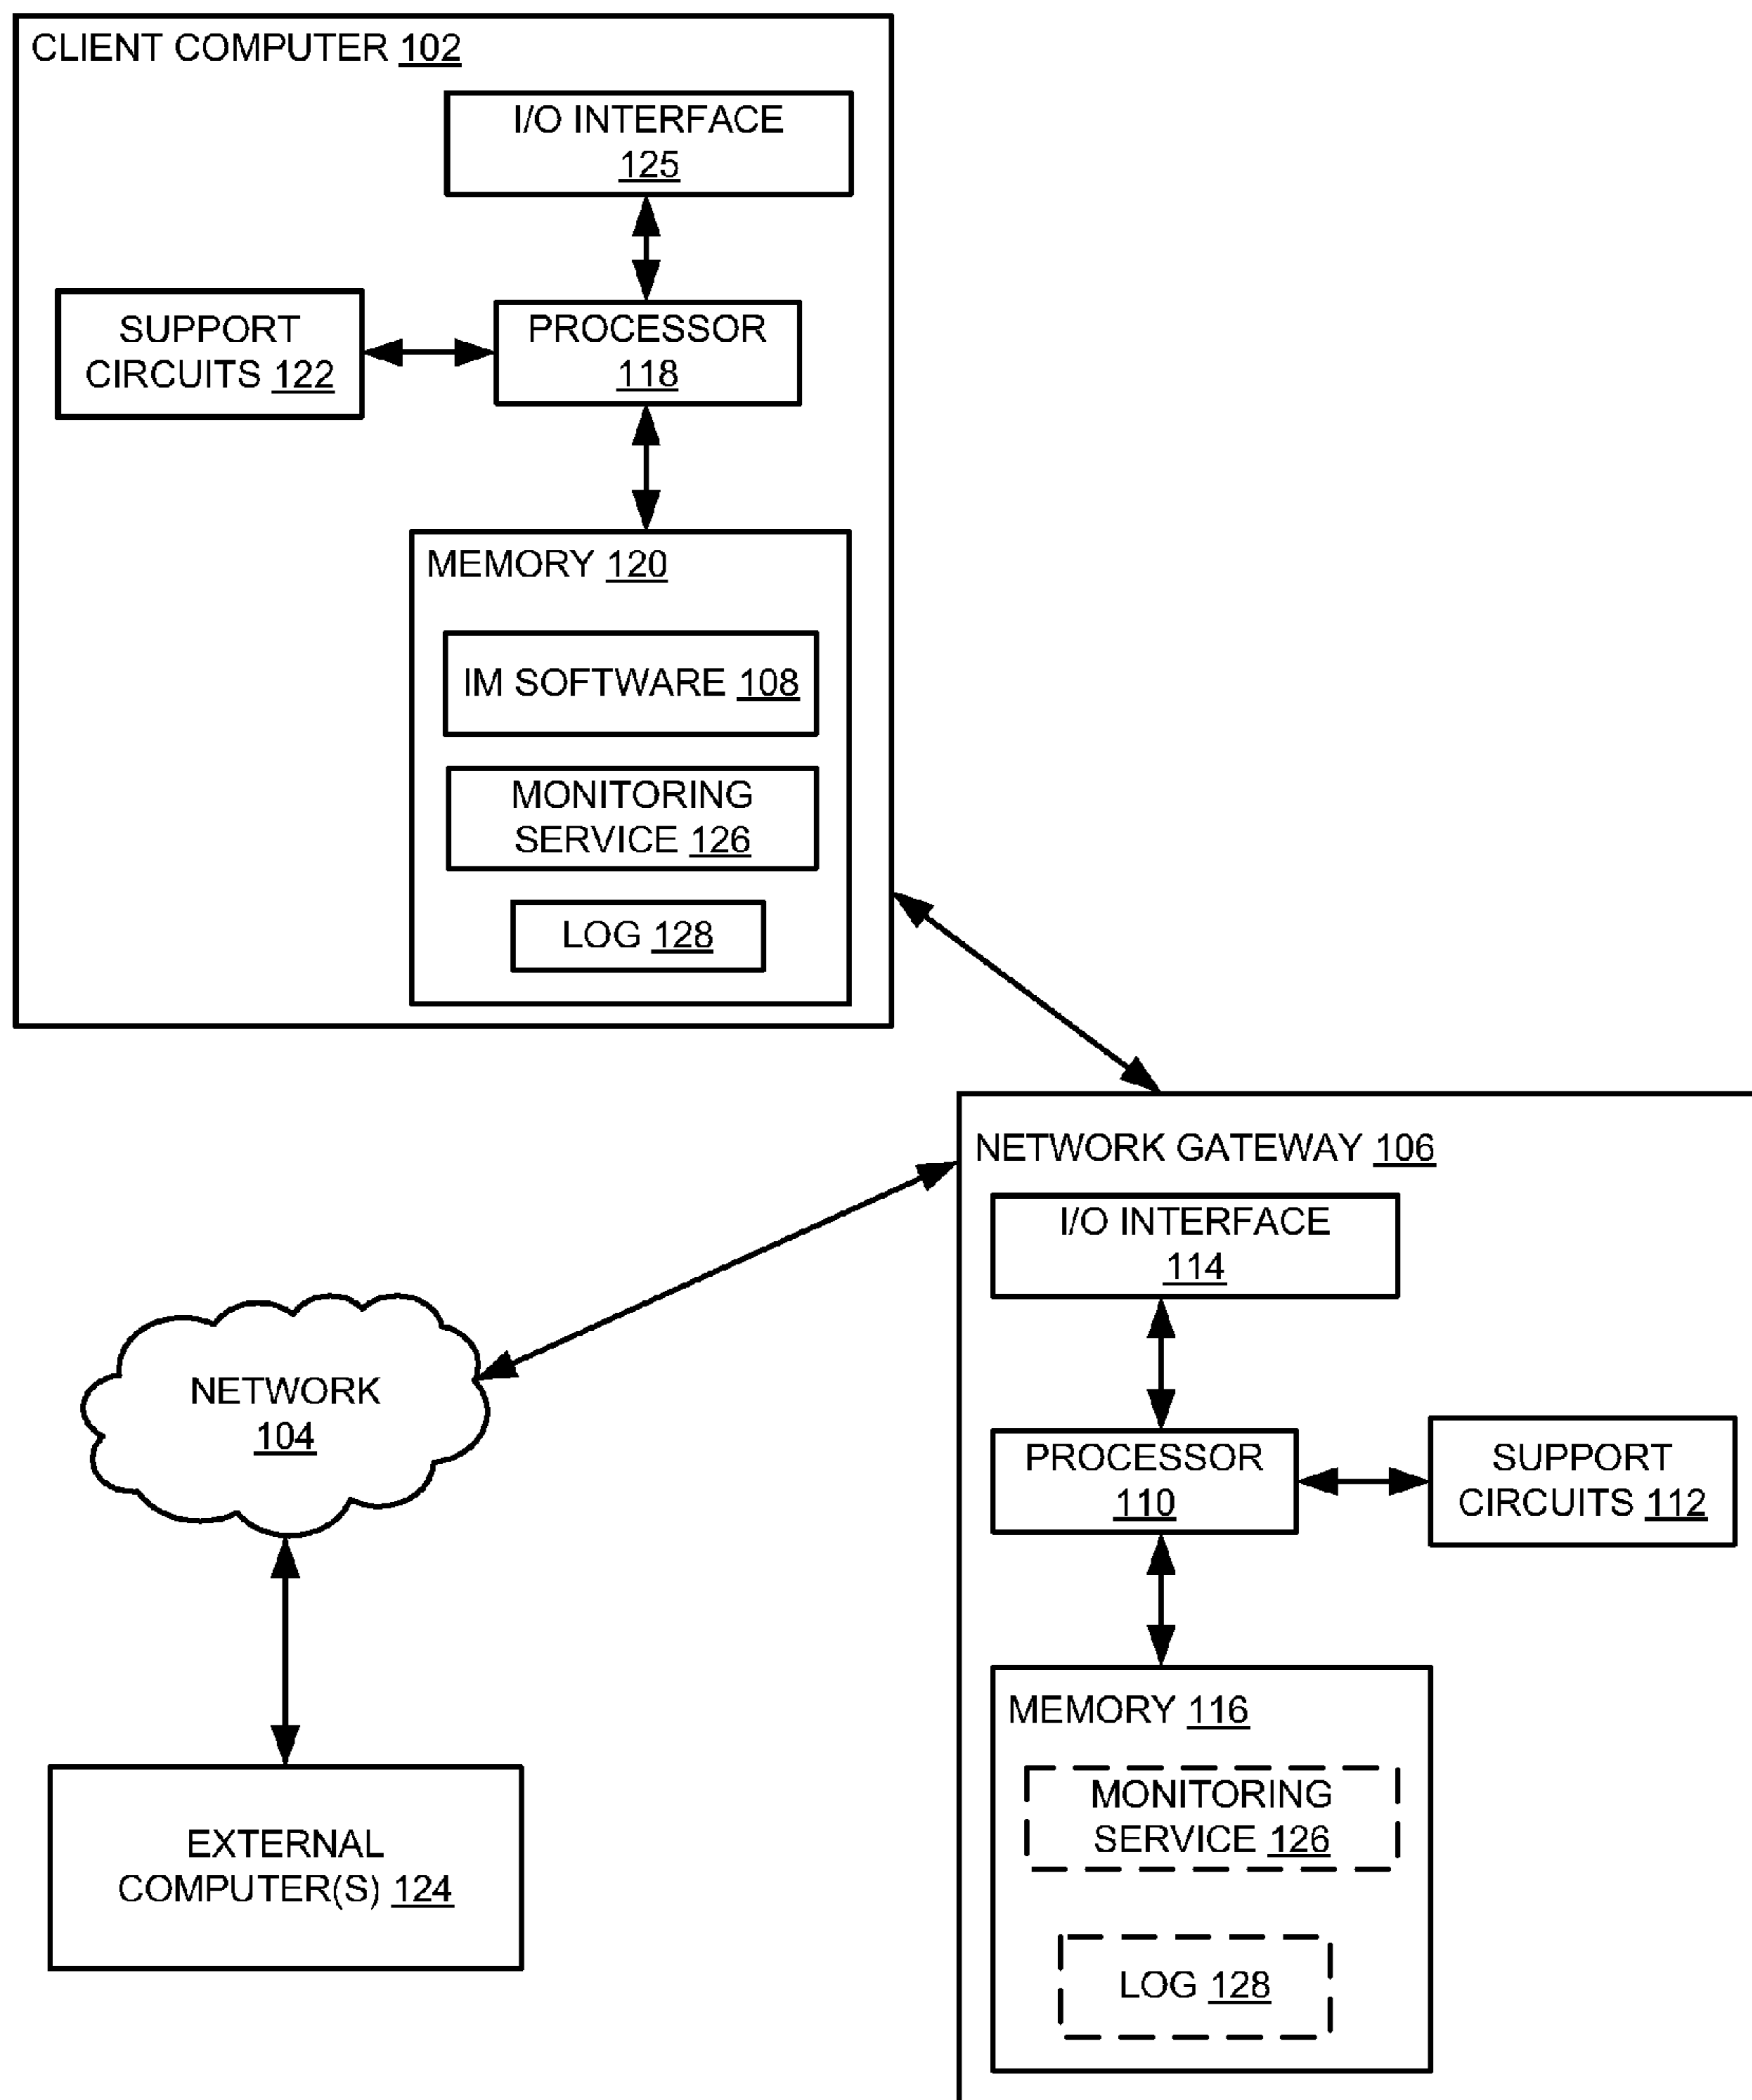 CLIENT COMPUTER 102
I/O INTERFACE
125
SUPPORT
CIRCUITS 122
PROCESSOR
118
MEMORY 120
IM SOFTWARE 108
MONITORING
SERVICE 126
LOG 128
NETWORK GATEWAY 106
I/O INTERFACE
114
NETWORK
104
PROCESSOR
110
SUPPORT
CIRCUITS 112
MEMORY 116
MONITORING
SERVICE 126
LOG 128
EXTERNAL
COMPUTER(S) 124